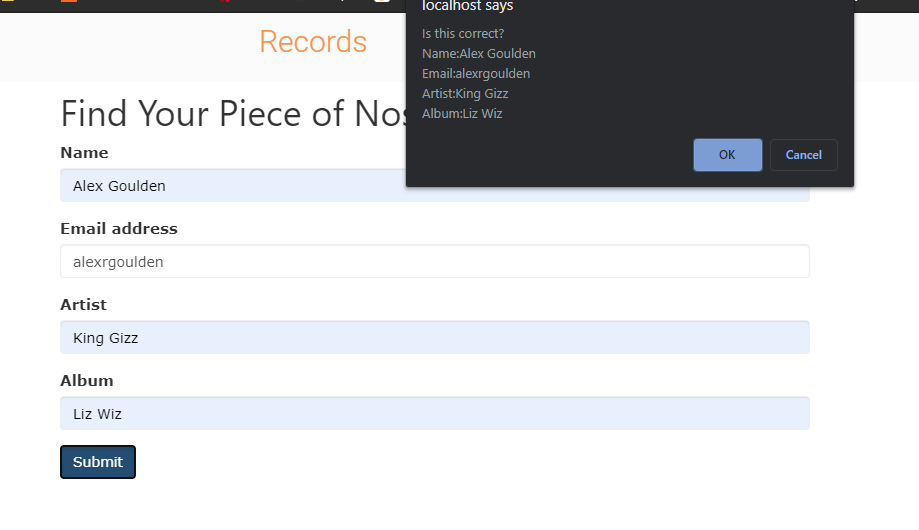 localhost says
Is this correct?
Name:Alex Goulden
Email:alexrgoulden
Artist:King Gizz
Album:Liz Wiz
OK
Cancel
Records
Find Your Piece of
Name
Alex Goulden
Email address
alexrgoulden
Artist
King Gizz
Album
Liz Wiz
Submit